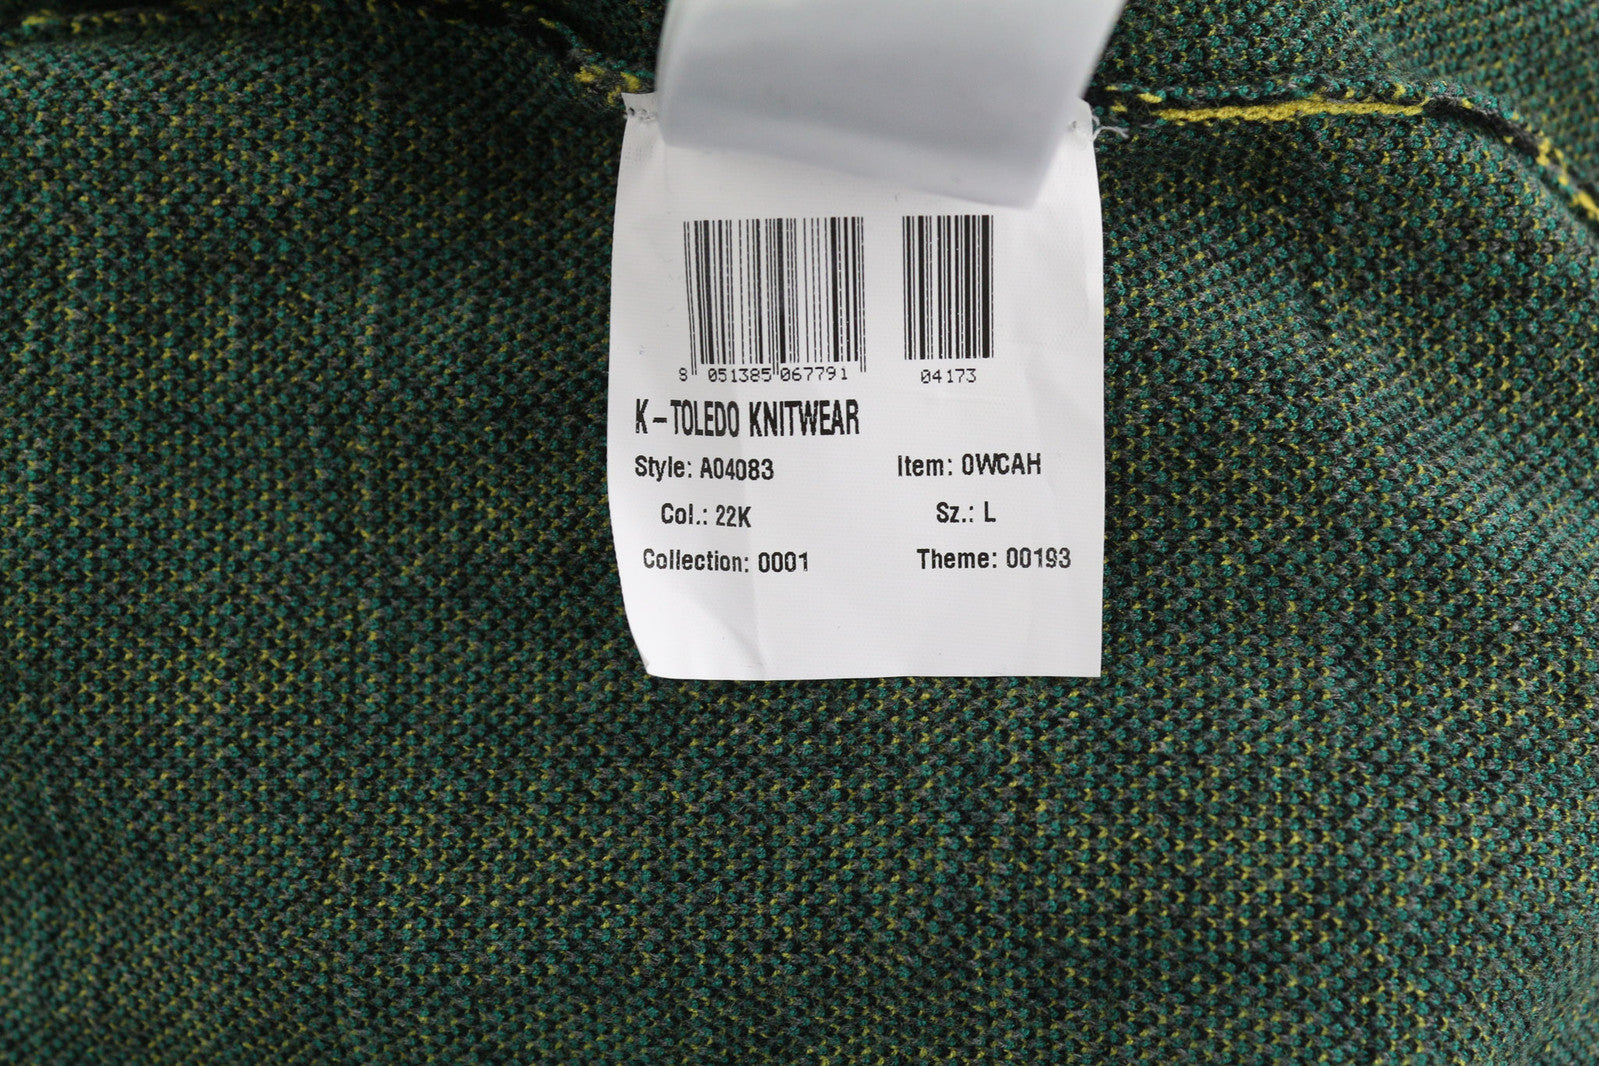 8 051385 067791 04173
K-TOLEDO KNITWEAR
Style: A04083 Item: 0WCAH
Col.: 22K Sz.: L
Collection: 0001 Theme: 00193